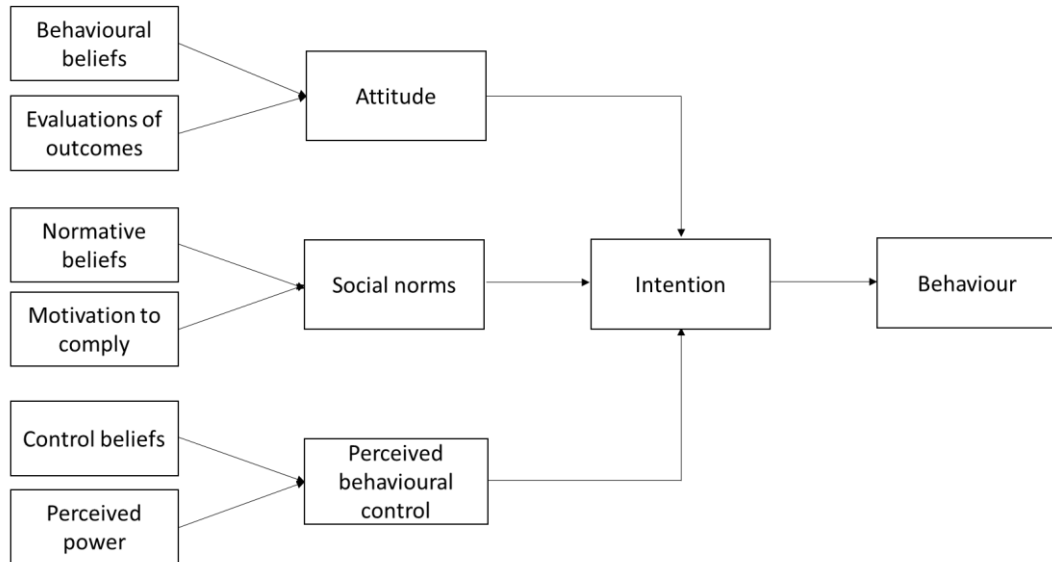 Behavioural
beliefs
Evaluations of
outcomes
Attitude
Normative
beliefs
Motivation to
comply
Social norms
Intention
Behaviour
Control beliefs
Perceived
power
Perceived
behavioural
control